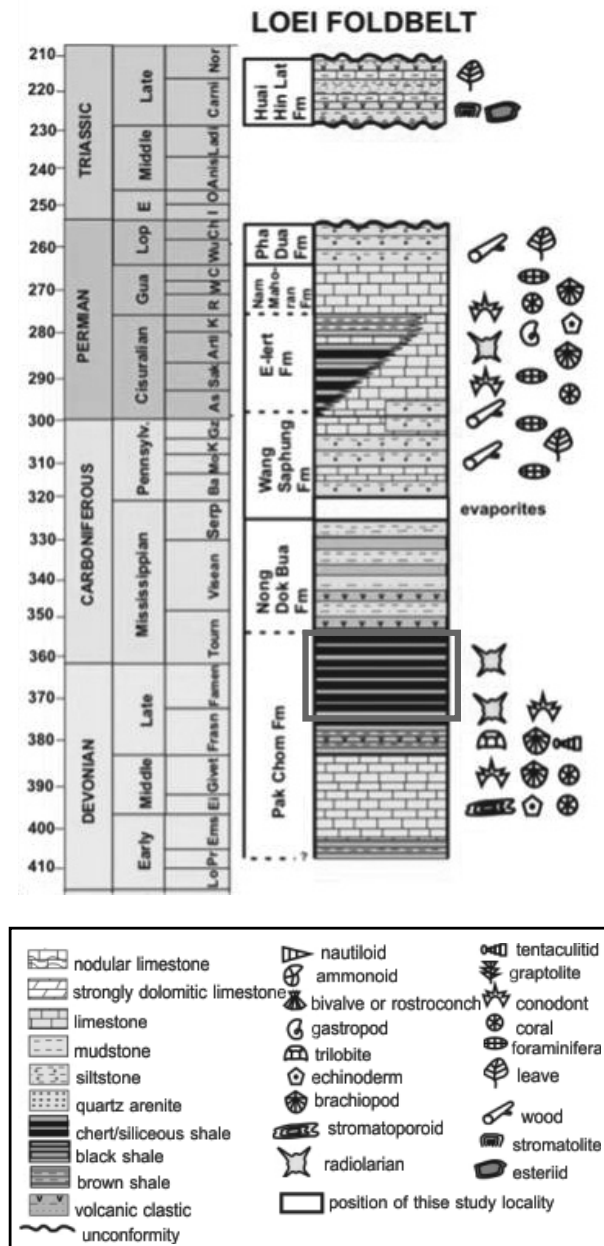 LOEI FOLDBELT
210
220
230
240
250
260
270
280
290
300
310
320
330
340
350
360
370
380
390
400
410
TRIASSIC
PERMIAN
CARBONIFEROUS
DEVONIAN
Late
Middle
E
Lop
Gua
Cisuralian
Pennsylv.
Mississippian
Late
Middle
Early
Nor
Carni
Ladi
Anis
O
I
Ch
Wu
C
W
R
K
Arti
Sak
As
Gz
K
Mo
Ba
Serp
Visean
Tourn
Famen
Frasn
Givet
Ei
Ems
Pr
Lo
Huai
Hin Lat
Fm
Pha
Dua
Fm
Nam
Maho-
ran
Fm
E-lert
Fm
Wang
Saphung
Fm
Nong
Dok Bua
Fm
Pak Chom Fm
?
evaporites
nodular limestone
strongly dolomitic limestone
limestone
mudstone
siltstone
quartz arenite
chert/siliceous shale
black shale
brown shale
volcanic clastic
unconformity
nautiloid
ammonoid
bivalve or rostroconch
gastropod
trilobite
echinoderm
brachiopod
stromatoporoid
radiolarian
position of thise study locality
tentaculitid
graptolite
conodont
coral
foraminifera
leave
wood
stromatolite
esteriid